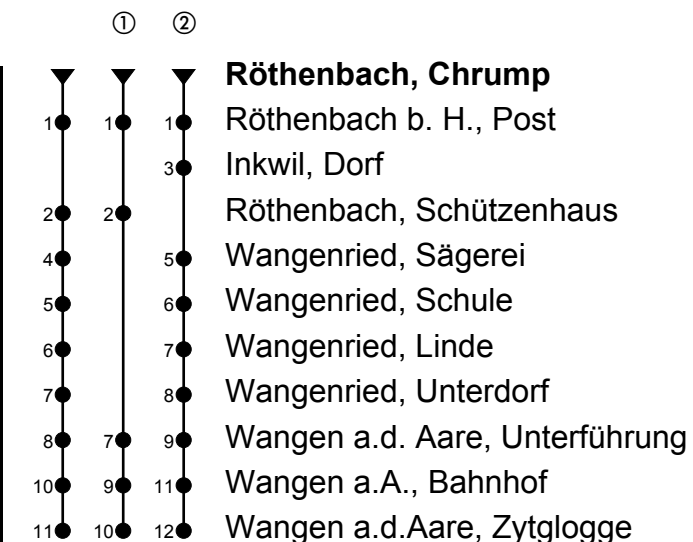 ① ②
Röthenbach, Chrump
1 1 1 Röthenbach b. H., Post
3 Inkwil, Dorf
2 2 Röthenbach, Schützenhaus
4 5 Wangenried, Sägerei
5 6 Wangenried, Schule
6 7 Wangenried, Linde
7 8 Wangenried, Unterdorf
8 7 9 Wangen a.d. Aare, Unterführung
10 9 11 Wangen a.A., Bahnhof
11 10 12 Wangen a.d.Aare, Zytglogge